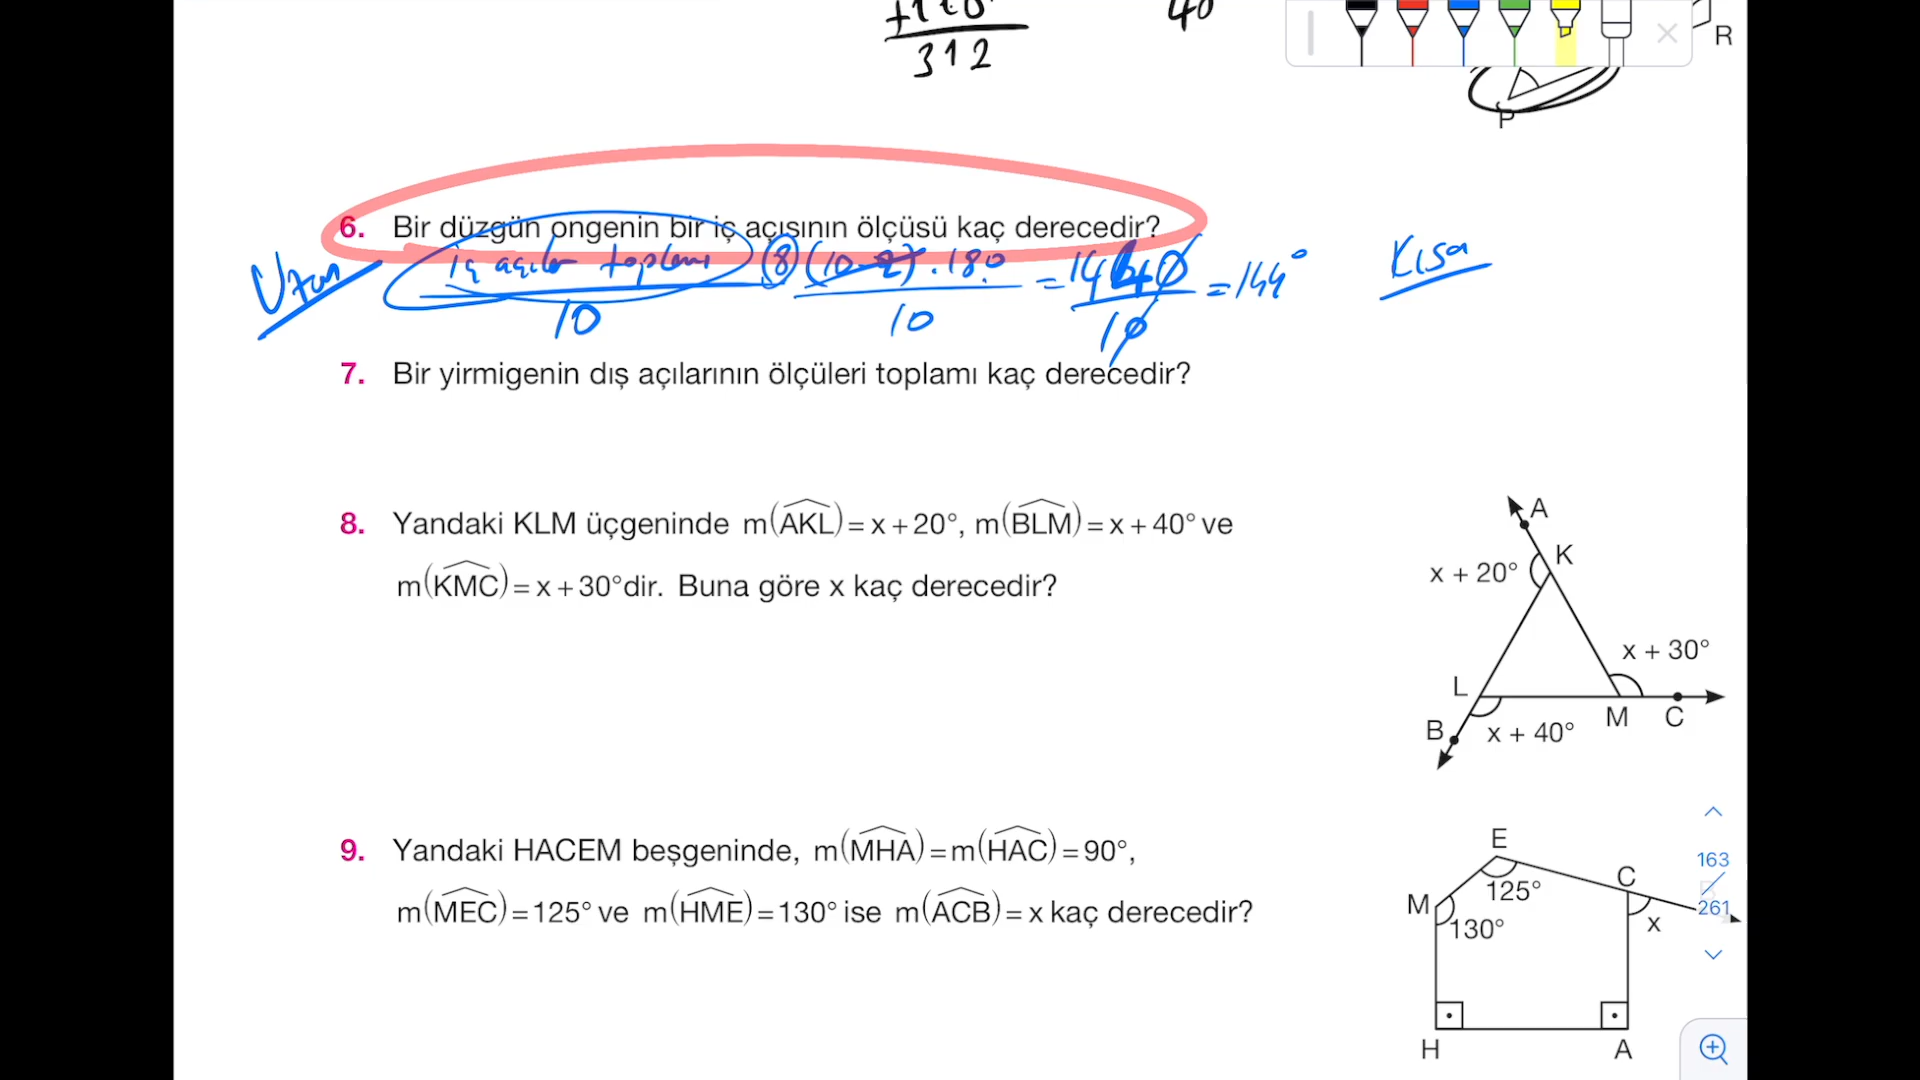 312
40
R
P
6. Bir düzgün ongenin bir iç açısının ölçüsü kaç derecedir?
Uzun
iç açılar toplamı / 10
8 (10-2).180 / 10 = 1440 / 10 = 144°
Kısa
7. Bir yirmigenin dış açılarının ölçüleri toplamı kaç derecedir?
8. Yandaki KLM üçgeninde m(AKL) = x + 20°, m(BLM) = x + 40° ve
m(KMC) = x + 30°dir. Buna göre x kaç derecedir?
A
K
x + 20°
x + 30°
L
M
C
B
x + 40°
9. Yandaki HACEM beşgeninde, m(MHA) = m(HAC) = 90°,
m(MEC) = 125° ve m(HME) = 130° ise m(ACB) = x kaç derecedir?
E
C
125°
M
x
130°
H
A
163
261